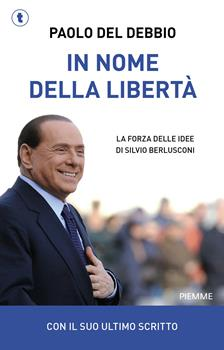 t
PAOLO DEL DEBBIO
IN NOME
DELLA LIBERTÀ
LA FORZA DELLE IDEE
DI SILVIO BERLUSCONI
PIEMME
CON IL SUO ULTIMO SCRITTO